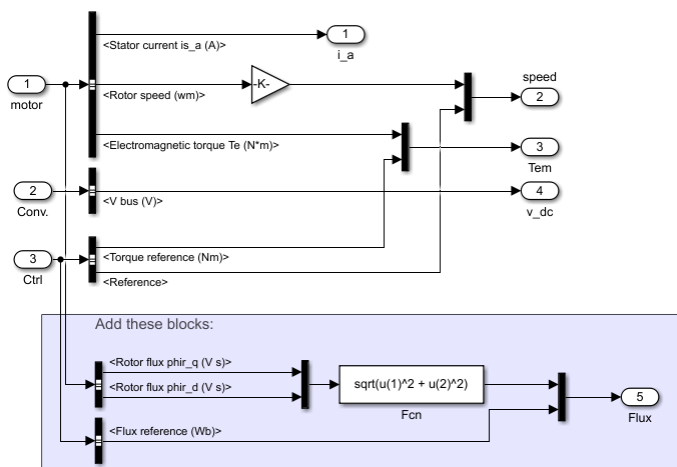 1
<Stator current is_a (A)>
i_a
1
motor
<Rotor speed (wm)>
-K-
speed
2
<Electromagnetic torque Te (N*m)>
3
Tem
2
Conv.
<V bus (V)>
4
v_dc
3
Ctrl
<Torque reference (Nm)>
<Reference>
Add these blocks:
<Rotor flux phir_q (V s)>
<Rotor flux phir_d (V s)>
sqrt(u(1)^2 + u(2)^2)
Fcn
5
Flux
<Flux reference (Wb)>